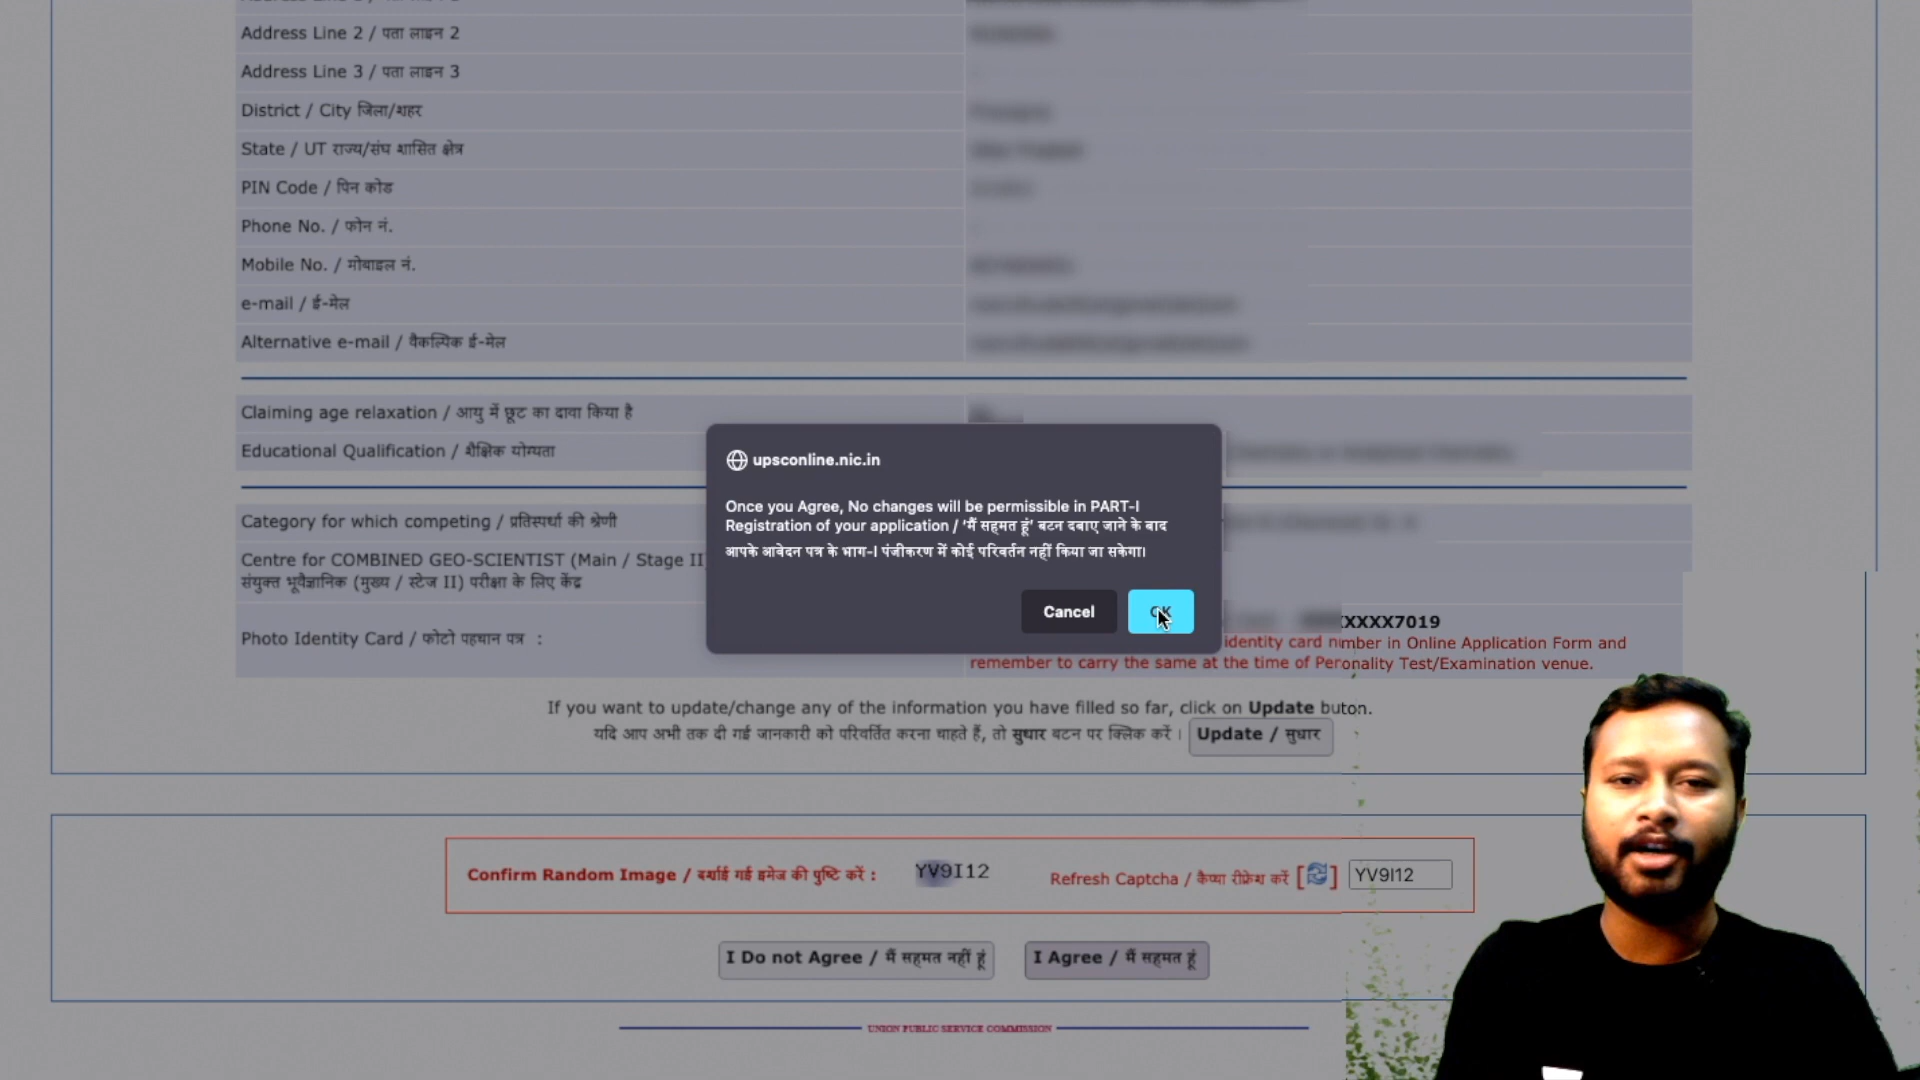 Address Line 2 / पता लाइन 2
Address Line 3 / पता लाइन 3
District / City जिला/शहर
State / UT राज्य/संघ शासित क्षेत्र
PIN Code / पिन कोड
Phone No. / फोन नं.
Mobile No. / मोबाइल नं.
e-mail / ई-मेल
Alternative e-mail / वैकल्पिक ई-मेल
Claiming age relaxation / आयु में छूट का दावा किया है
Educational Qualification / शैक्षिक योग्यता
upsconline.nic.in
Once you Agree, No changes will be permissible in PART-I
Registration of your application / 'मैं सहमत हूं' बटन दबाए जाने के बाद
आपके आवेदन पत्र के भाग-I पंजीकरण में कोई परिवर्तन नहीं किया जा सकेगा।
Cancel OK
Category for which competing / प्रतिस्पर्धा की श्रेणी
Centre for COMBINED GEO-SCIENTIST (Main / Stage II)
संयुक्त भूवैज्ञानिक (मुख्य / स्टेज II) परीक्षा के लिए केंद्र
Photo Identity Card / फोटो पहचान पत्र :
XXXX7019
identity card number in Online Application Form and
remember to carry the same at the time of Personality Test/Examination venue.
If you want to update/change any of the information you have filled so far, click on Update buton.
यदि आप अभी तक दी गई जानकारी को परिवर्तित करना चाहते हैं, तो सुधार बटन पर क्लिक करें । Update / सुधार
Confirm Random Image / दर्शाई गई इमेज की पुष्टि करें : YV9I12 Refresh Captcha / कैप्चा रीफ्रेश करें [ ] YV9I12
I Do not Agree / मैं सहमत नहीं हूं I Agree / मैं सहमत हूं
UNION PUBLIC SERVICE COMMISSION